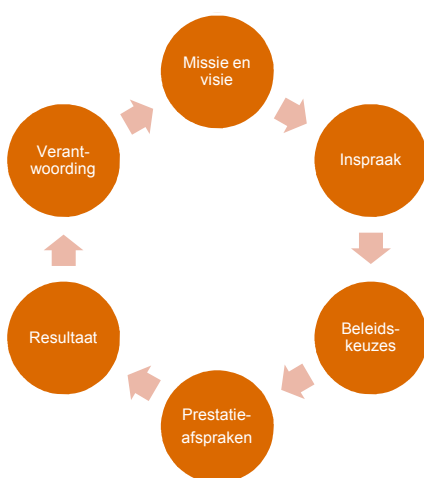 Missie en
visie
Inspraak
Beleids-
keuzes
Prestatie-
afspraken
Resultaat
Verant-
woording